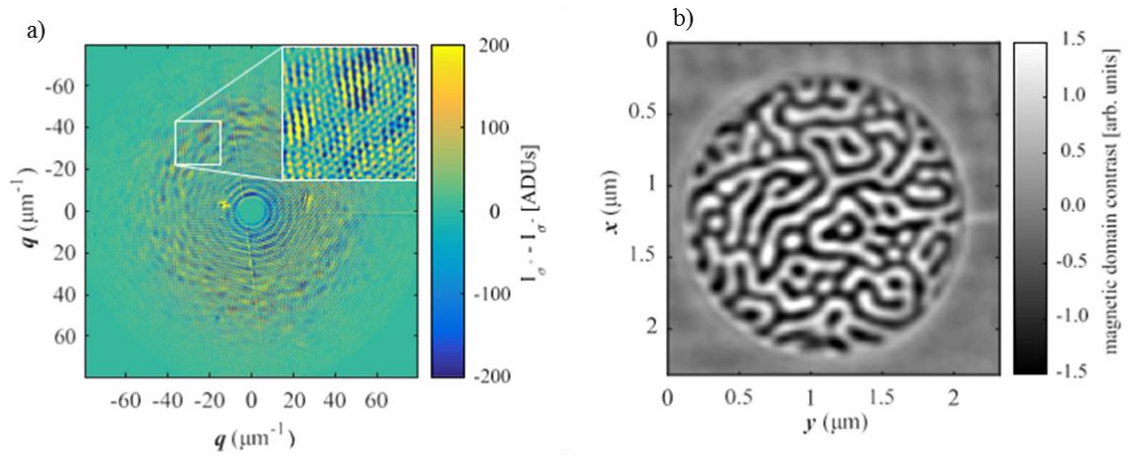 a)
-60
-40
-20
0
20
40
60
q (μm⁻¹)
-60 -40 -20 0 20 40 60
q (μm⁻¹)
200
100
0
-100
-200
I σ⁺ - I σ⁻ [ADUs]
b)
0
0.5
1
1.5
2
x (μm)
0 0.5 1 1.5 2
y (μm)
1.5
1.0
0.5
0.0
-0.5
-1.0
-1.5
magnetic domain contrast [arb. units]